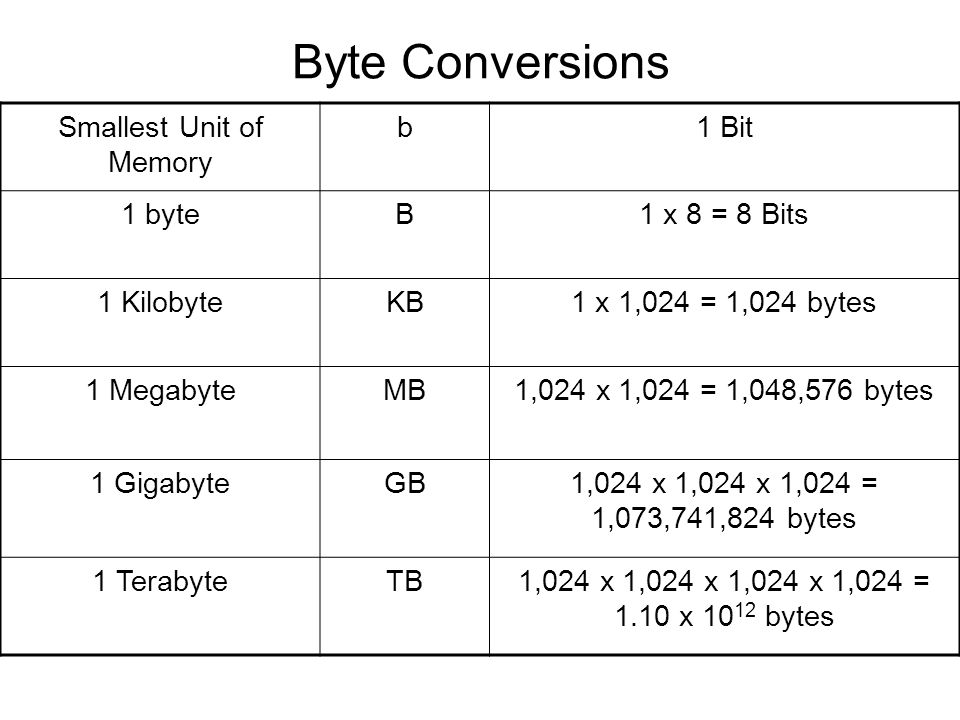 Byte Conversions
Smallest Unit of
Memory
b
1 Bit
1 byte
B
1 x 8 = 8 Bits
1 Kilobyte
KB
1 x 1,024 = 1,024 bytes
1 Megabyte
MB
1,024 x 1,024 = 1,048,576 bytes
1 Gigabyte
GB
1,024 x 1,024 x 1,024 =
1,073,741,824 bytes
1 Terabyte
TB
1,024 x 1,024 x 1,024 x 1,024 =
1.10 x 10¹² bytes